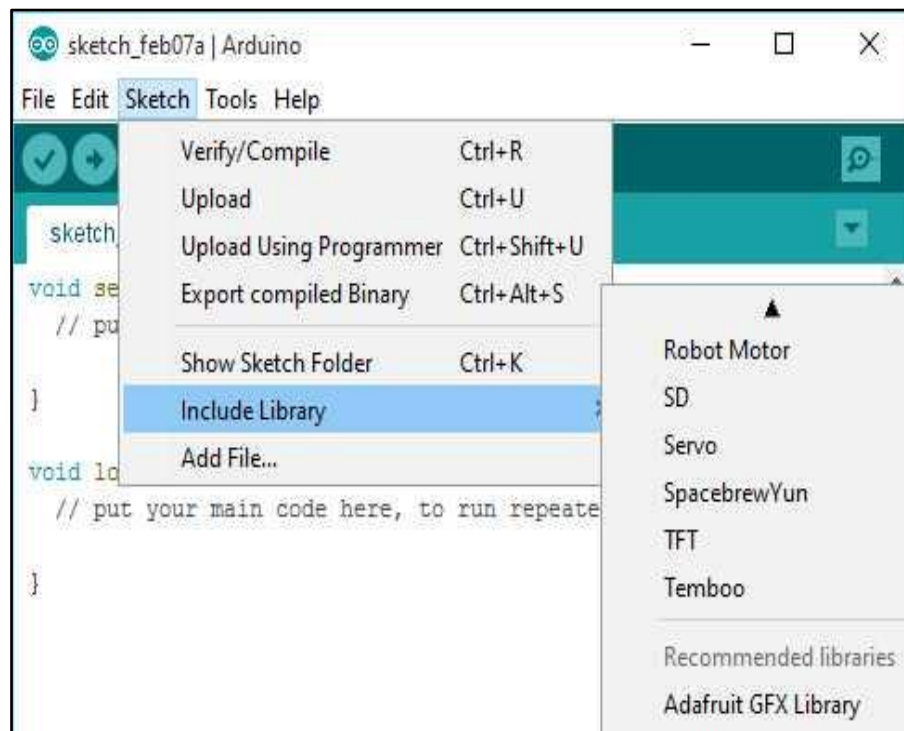 sketch_feb07a | Arduino
File Edit Sketch Tools Help
Verify/Compile Ctrl+R
Upload Ctrl+U
Upload Using Programmer Ctrl+Shift+U
Export compiled Binary Ctrl+Alt+S
Show Sketch Folder Ctrl+K
Include Library
Add File...
Robot Motor
SD
Servo
SpacebrewYun
TFT
Temboo
Recommended libraries
Adafruit GFX Library
sketch_
void se
// pu
}
void lo
// put your main code here, to run repeate
}